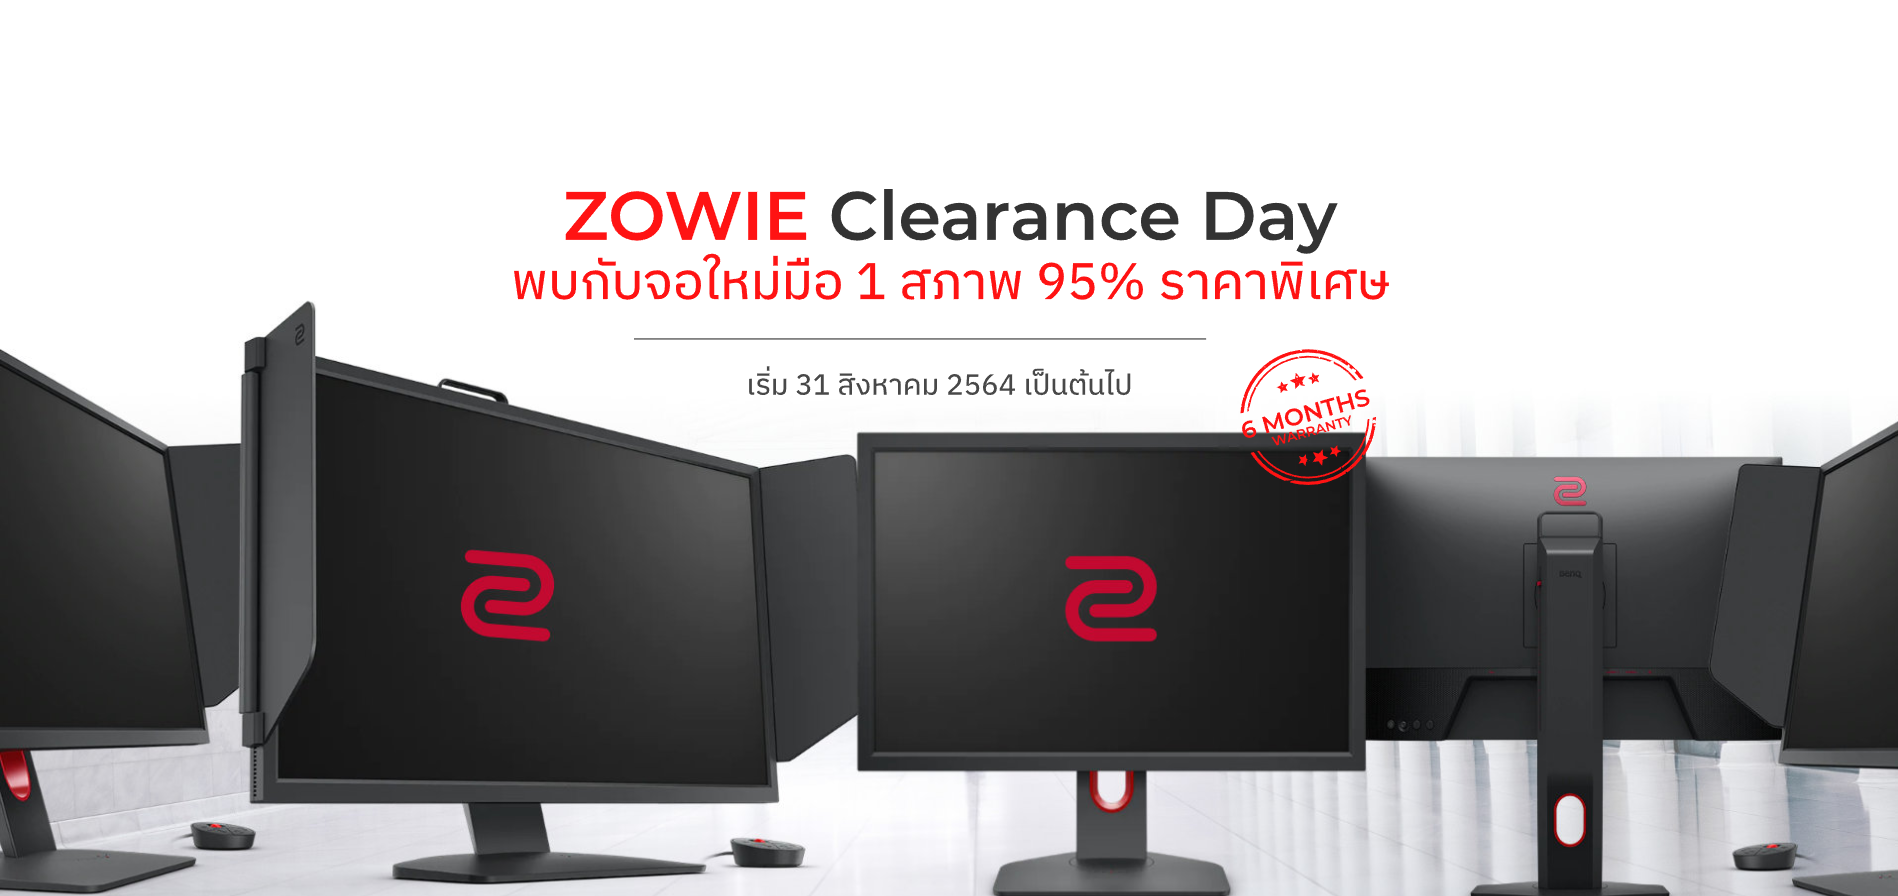 ZOWIE Clearance Day
พบกับจอใหม่มือ 1 สภาพ 95% ราคาพิเศษ
เริ่ม 31 สิงหาคม 2564 เป็นต้นไป
6 MONTHS
WARRANTY
BenQ